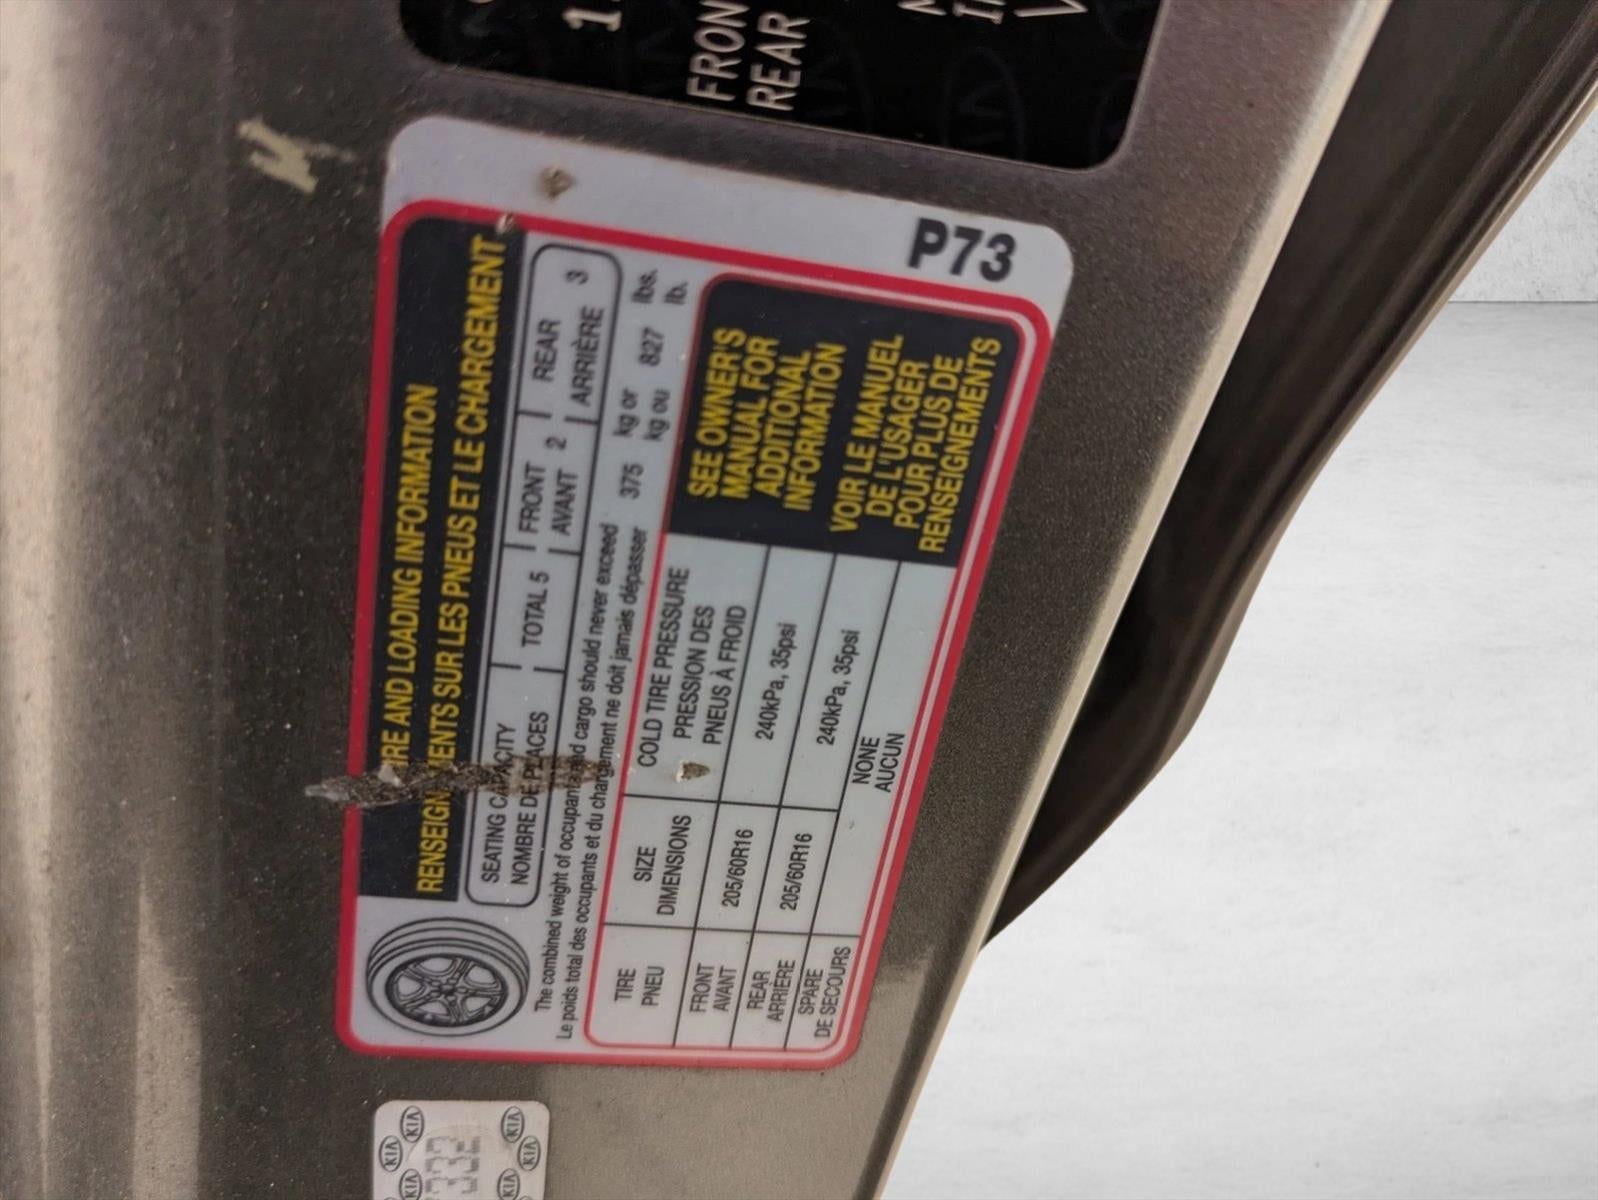 FRON
REAR
P73
TIRE AND LOADING INFORMATION
RENSEIGNEMENTS SUR LES PNEUS ET LE CHARGEMENT
SEATING CAPACITY TOTAL 5 FRONT 2 REAR 3
NOMBRE DE PLACES AVANT ARRIÈRE
The combined weight of occupants and cargo should never exceed 375 kg or 827 lbs.
Le poids total des occupants et du chargement ne doit jamais dépasser kg ou lb.
TIRE SIZE COLD TIRE PRESSURE
PNEU DIMENSIONS PRESSION DES
PNEUS À FROID
FRONT 205/60R16 240kPa, 35psi
AVANT
REAR 205/60R16 240kPa, 35psi
ARRIÈRE
SPARE NONE
DE SECOURS AUCUN
SEE OWNER'S
MANUAL FOR
ADDITIONAL
INFORMATION
VOIR LE MANUEL
DE L'USAGER
POUR PLUS DE
RENSEIGNEMENTS
KIA KIA
KIA KIA
KIA KIA